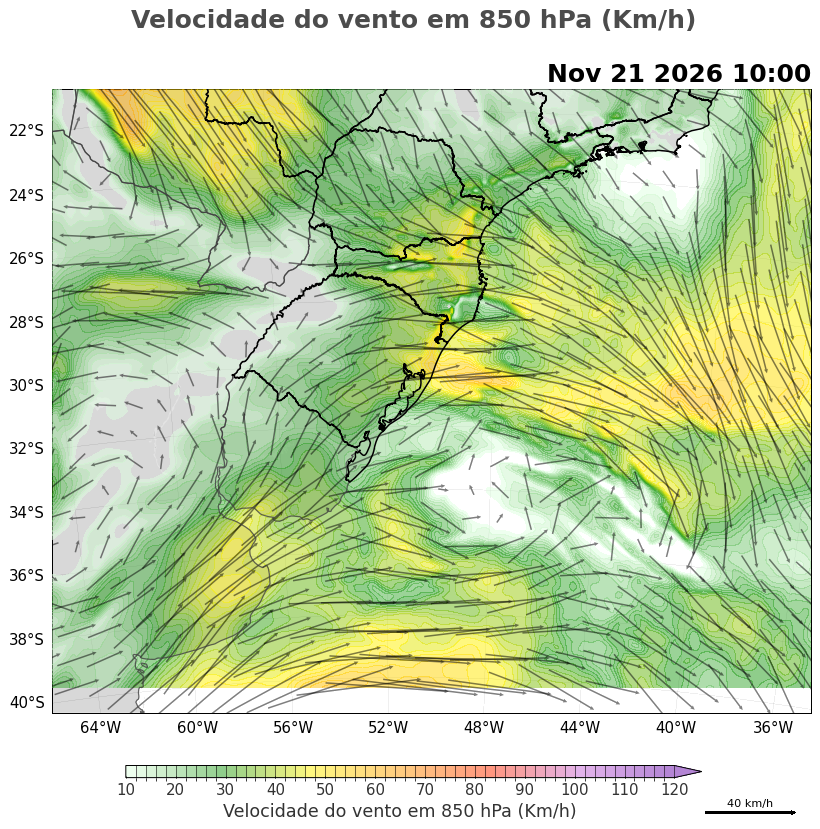 Velocidade do vento em 850 hPa (Km/h)
Nov 21 2026 10:00
22°S
24°S
26°S
28°S
30°S
32°S
34°S
36°S
38°S
40°S
64°W 60°W 56°W 52°W 48°W 44°W 40°W 36°W
10 20 30 40 50 60 70 80 90 100 110 120
Velocidade do vento em 850 hPa (Km/h)
40 km/h